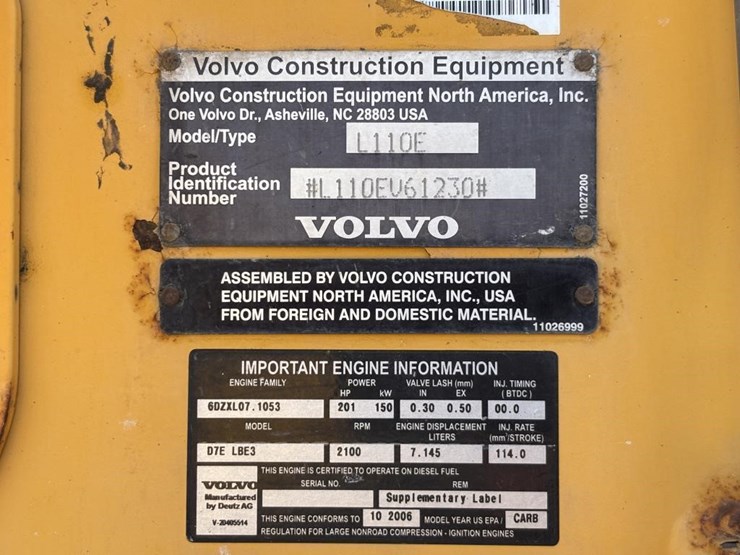 Volvo Construction Equipment
Volvo Construction Equipment North America, Inc.
One Volvo Dr., Asheville, NC 28803 USA
Model/Type L110E
Product
Identification
Number #L110EV61230#
VOLVO
11027200
ASSEMBLED BY VOLVO CONSTRUCTION
EQUIPMENT NORTH AMERICA, INC., USA
FROM FOREIGN AND DOMESTIC MATERIAL.
11026999
IMPORTANT ENGINE INFORMATION
ENGINE FAMILY POWER VALVE LASH (mm) INJ. TIMING
HP kW IN EX (BTDC)
6DZXL07.1053 201 150 0.30 0.50 00.0
MODEL RPM ENGINE DISPLACEMENT INJ. RATE
LITERS (mm³/STROKE)
D7E LBE3 2100 7.145 114.0
THIS ENGINE IS CERTIFIED TO OPERATE ON DIESEL FUEL
VOLVO SERIAL NO. REM
Manufactured Supplementary Label
by Deutz AG
V-20405514 THIS ENGINE CONFORMS TO 10 2006 MODEL YEAR US EPA / CARB
REGULATION FOR LARGE NONROAD COMPRESSION - IGNITION ENGINES